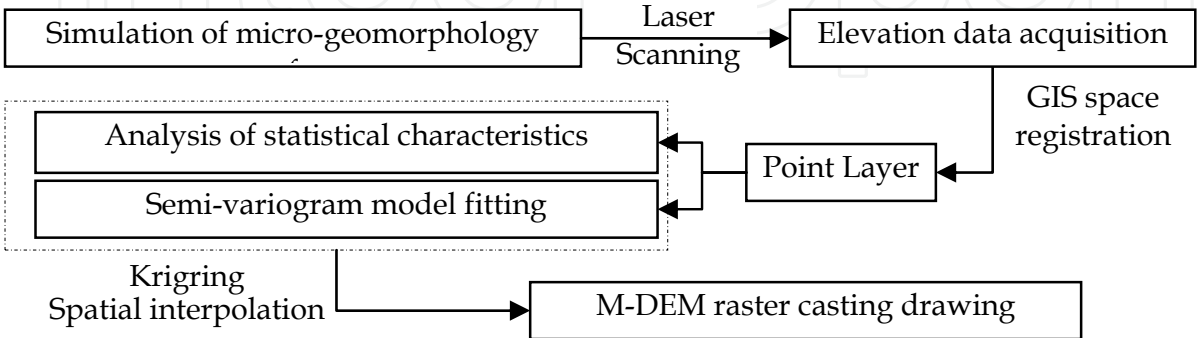 Simulation of micro-geomorphology
Laser
Scanning
Elevation data acquisition
GIS space
registration
Point Layer
Analysis of statistical characteristics
Semi-variogram model fitting
Krigring
Spatial interpolation
M-DEM raster casting drawing